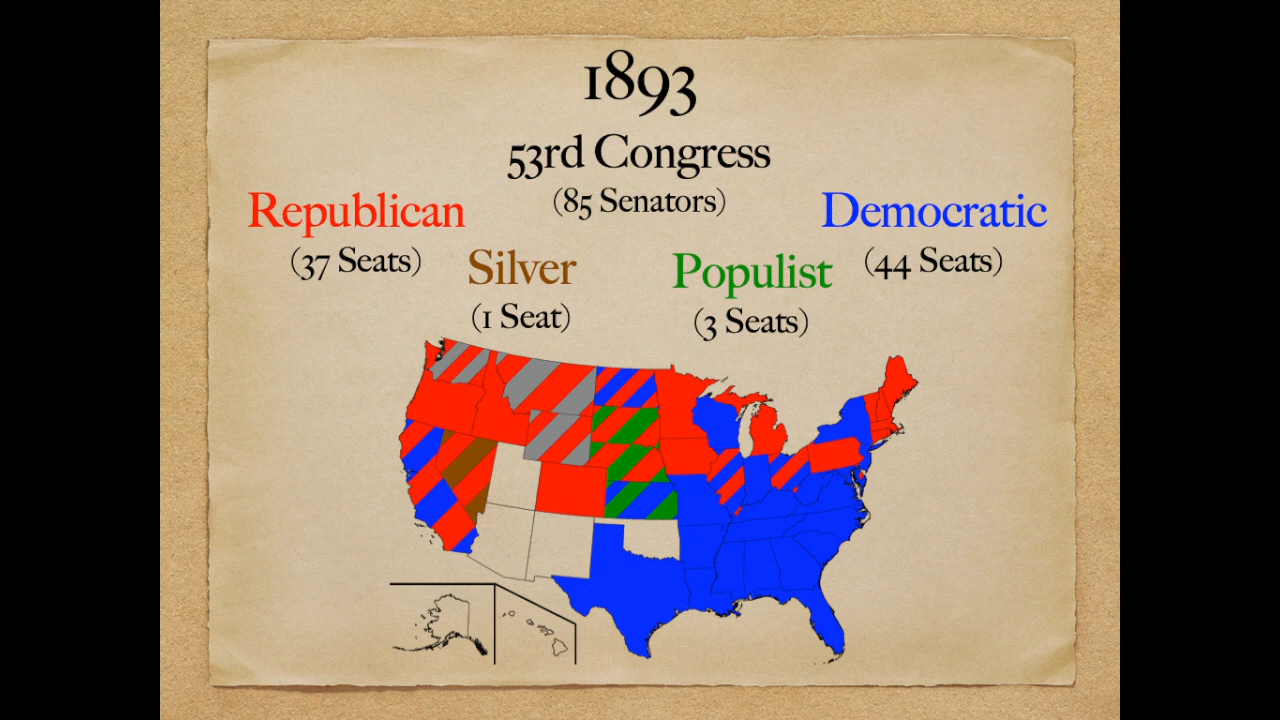 1893
53rd Congress
(85 Senators)
Republican
(37 Seats)
Silver
(1 Seat)
Populist
(3 Seats)
Democratic
(44 Seats)